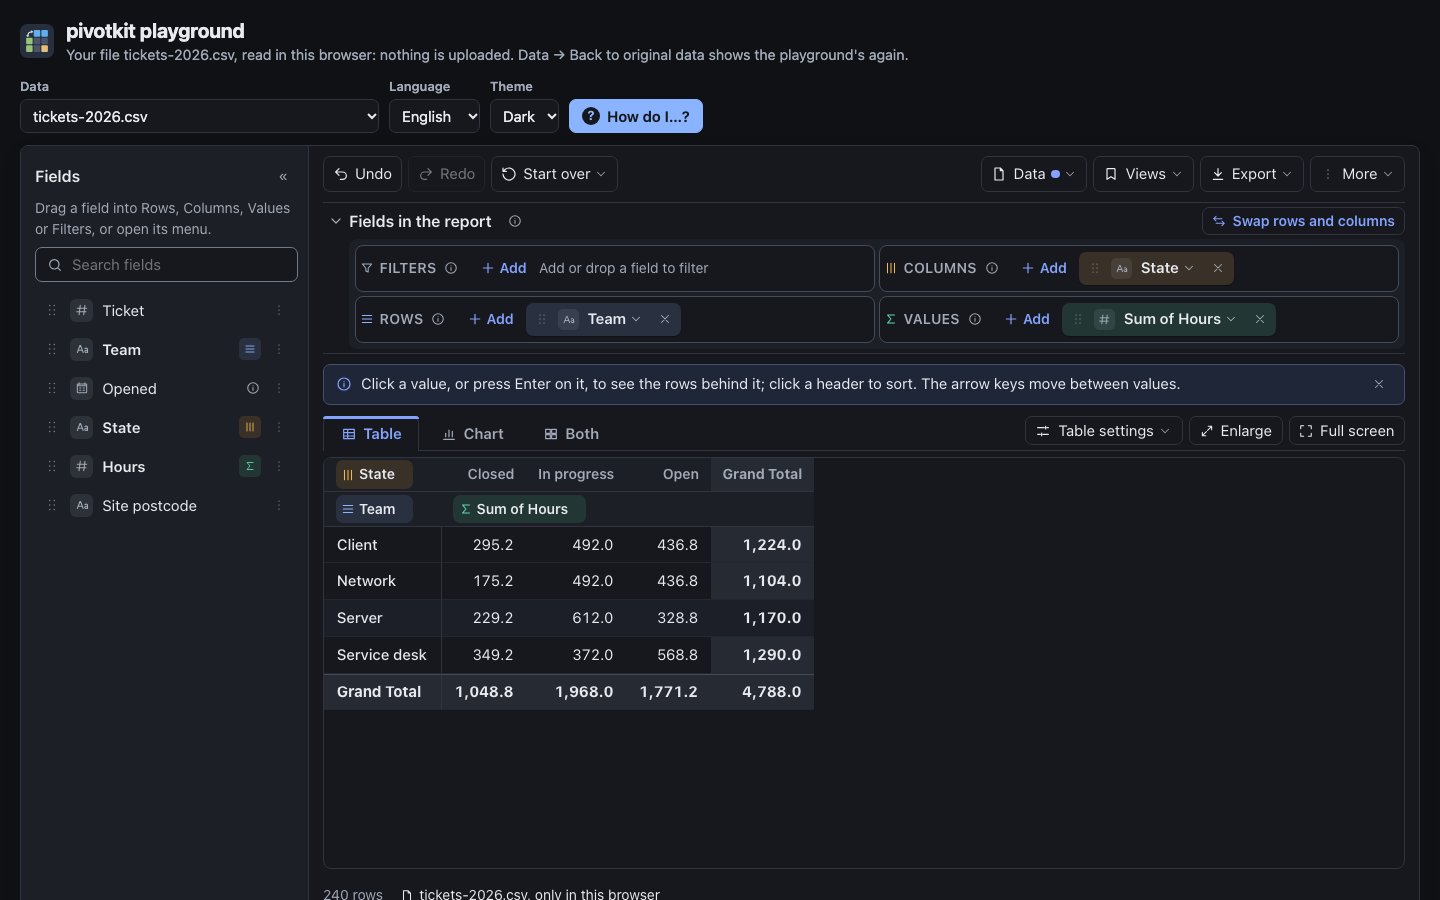 pivotkit playground
Your file tickets-2026.csv, read in this browser: nothing is uploaded. Data → Back to original data shows the playground's again.
Data
Language
Theme
tickets-2026.csv
English
Dark
? How do I...?
Fields
«
Drag a field into Rows, Columns, Values
or Filters, or open its menu.
Search fields
# Ticket
Aa Team
Opened
Aa State
# Hours Σ
Aa Site postcode
Undo
Redo
Start over
Data
Views
Export
More
Fields in the report
Swap rows and columns
FILTERS + Add Add or drop a field to filter
COLUMNS + Add Aa State ×
ROWS + Add Aa Team ×
Σ VALUES + Add # Sum of Hours ×
Click a value, or press Enter on it, to see the rows behind it; click a header to sort. The arrow keys move between values. ×
Table
Chart
Both
Table settings
Enlarge
Full screen
State Closed In progress Open Grand Total
Team Σ Sum of Hours
Client 295.2 492.0 436.8 1,224.0
Network 175.2 492.0 436.8 1,104.0
Server 229.2 612.0 328.8 1,170.0
Service desk 349.2 372.0 568.8 1,290.0
Grand Total 1,048.8 1,968.0 1,771.2 4,788.0
240 rows tickets-2026.csv, only in this browser